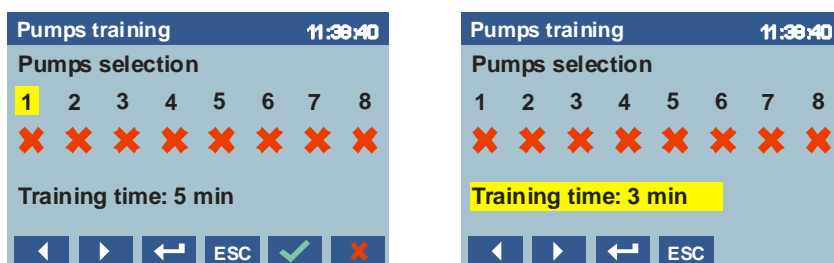 Pumps training 11:38:40
Pumps selection
1 2 3 4 5 6 7 8
Training time: 5 min
ESC
Pumps training 11:38:40
Pumps selection
1 2 3 4 5 6 7 8
Training time: 3 min
ESC